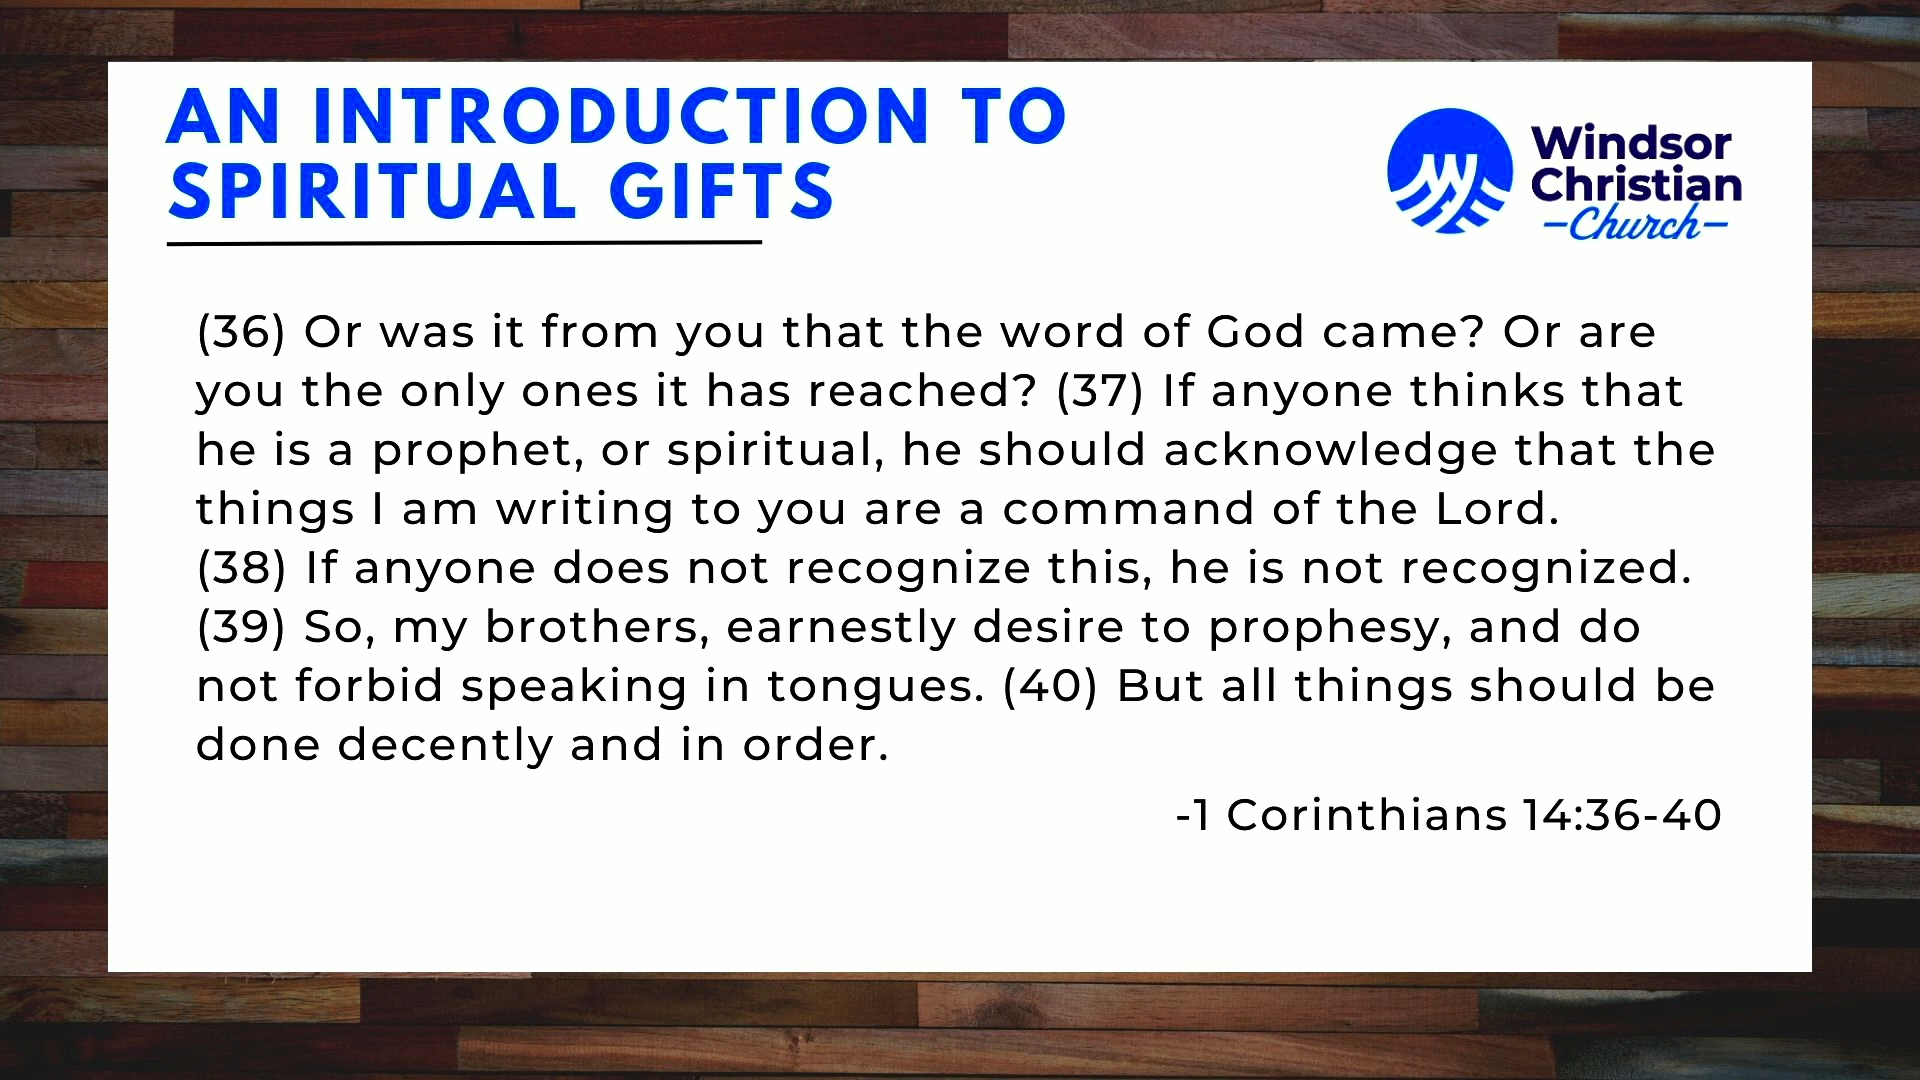 AN INTRODUCTION TO
SPIRITUAL GIFTS
Windsor
Christian
-Church-
(36) Or was it from you that the word of God came? Or are
you the only ones it has reached? (37) If anyone thinks that
he is a prophet, or spiritual, he should acknowledge that the
things I am writing to you are a command of the Lord.
(38) If anyone does not recognize this, he is not recognized.
(39) So, my brothers, earnestly desire to prophesy, and do
not forbid speaking in tongues. (40) But all things should be
done decently and in order.
-1 Corinthians 14:36-40